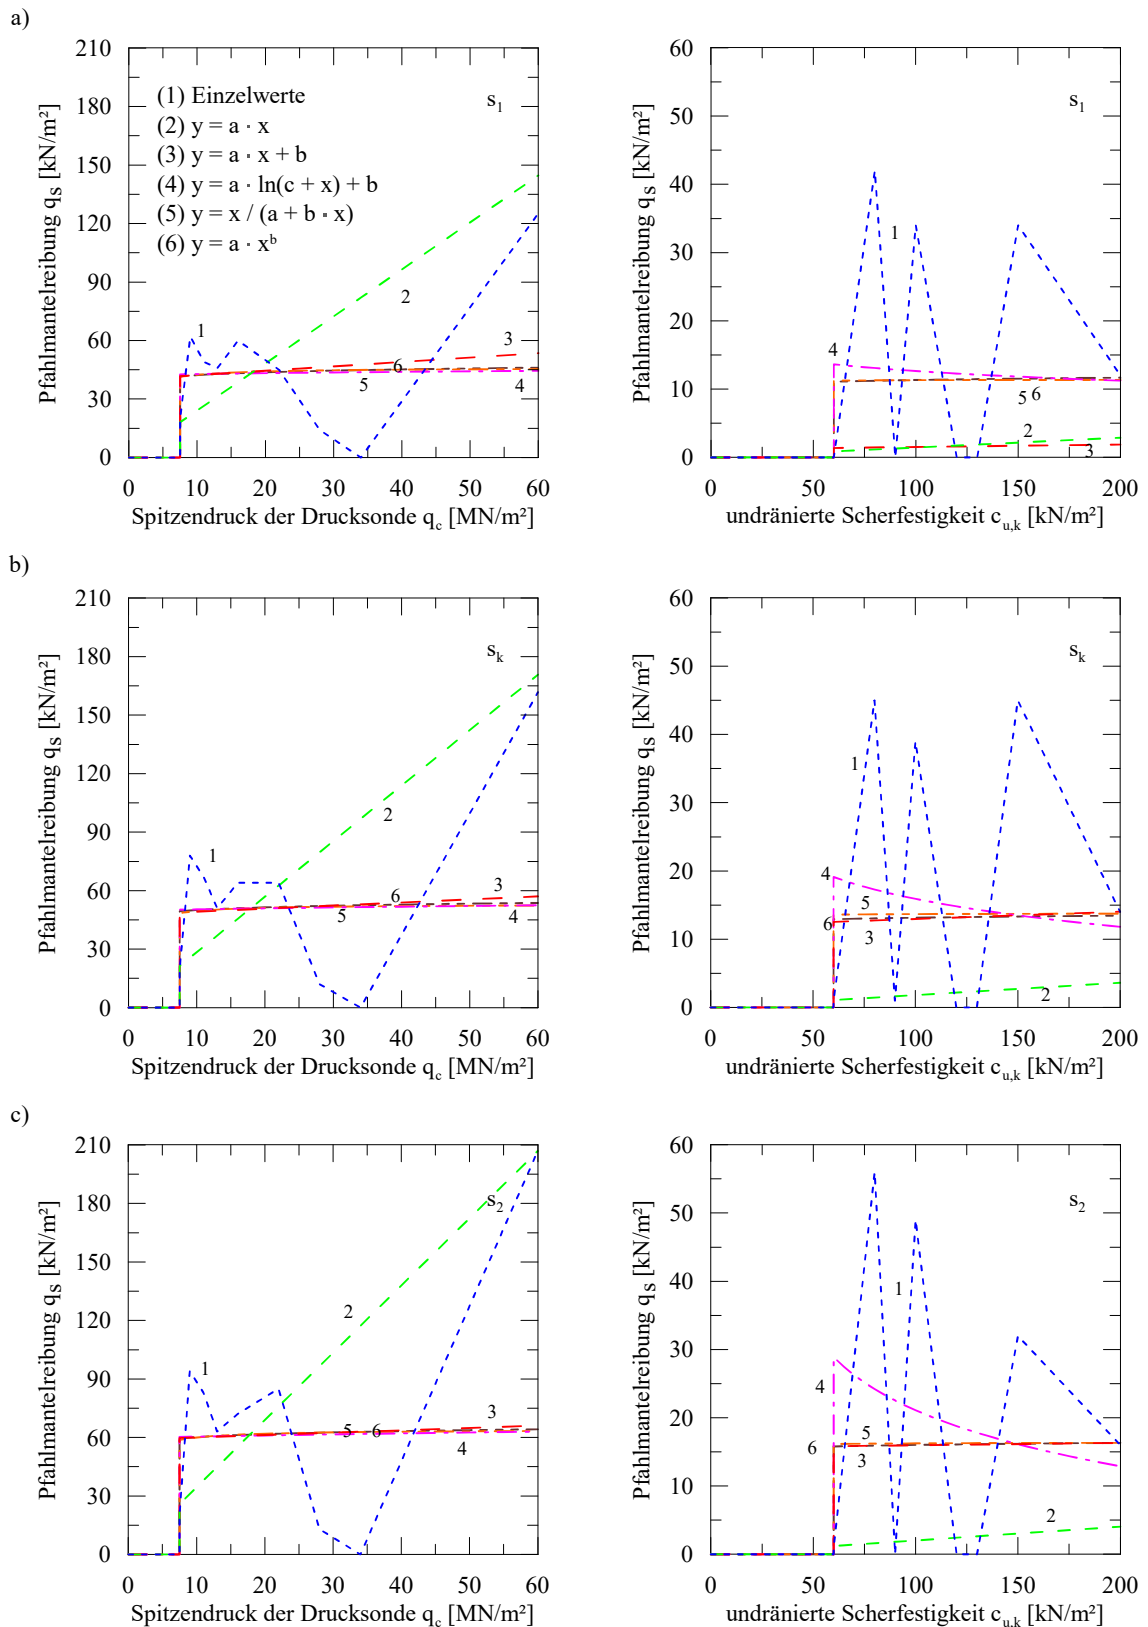 a)
210
180
150
120
90
60
30
0
Pfahlmantelreibung qs [kN/m²]
(1) Einzelwerte
(2) y = a · x
(3) y = a · x + b
(4) y = a · ln(c + x) + b
(5) y = x / (a + b · x)
(6) y = a · xᵇ
s₁
1
2
3
6
5
4
0 10 20 30 40 50 60
Spitzendruck der Drucksonde q_c [MN/m²]
60
50
40
30
20
10
0
Pfahlmantelreibung qs [kN/m²]
s₁
1
4
5 6
2
3
0 50 100 150 200
undränierte Scherfestigkeit c_u,k [kN/m²]
b)
210
180
150
120
90
60
30
0
Pfahlmantelreibung qs [kN/m²]
s_k
1
2
6
3
5
4
0 10 20 30 40 50 60
Spitzendruck der Drucksonde q_c [MN/m²]
60
50
40
30
20
10
0
Pfahlmantelreibung qs [kN/m²]
s_k
1
4
5
6
3
2
0 50 100 150 200
undränierte Scherfestigkeit c_u,k [kN/m²]
c)
210
180
150
120
90
60
30
0
Pfahlmantelreibung qs [kN/m²]
s₂
1
2
3
5 6
4
0 10 20 30 40 50 60
Spitzendruck der Drucksonde q_c [MN/m²]
60
50
40
30
20
10
0
Pfahlmantelreibung qs [kN/m²]
s₂
1
4
5
6
3
2
0 50 100 150 200
undränierte Scherfestigkeit c_u,k [kN/m²]